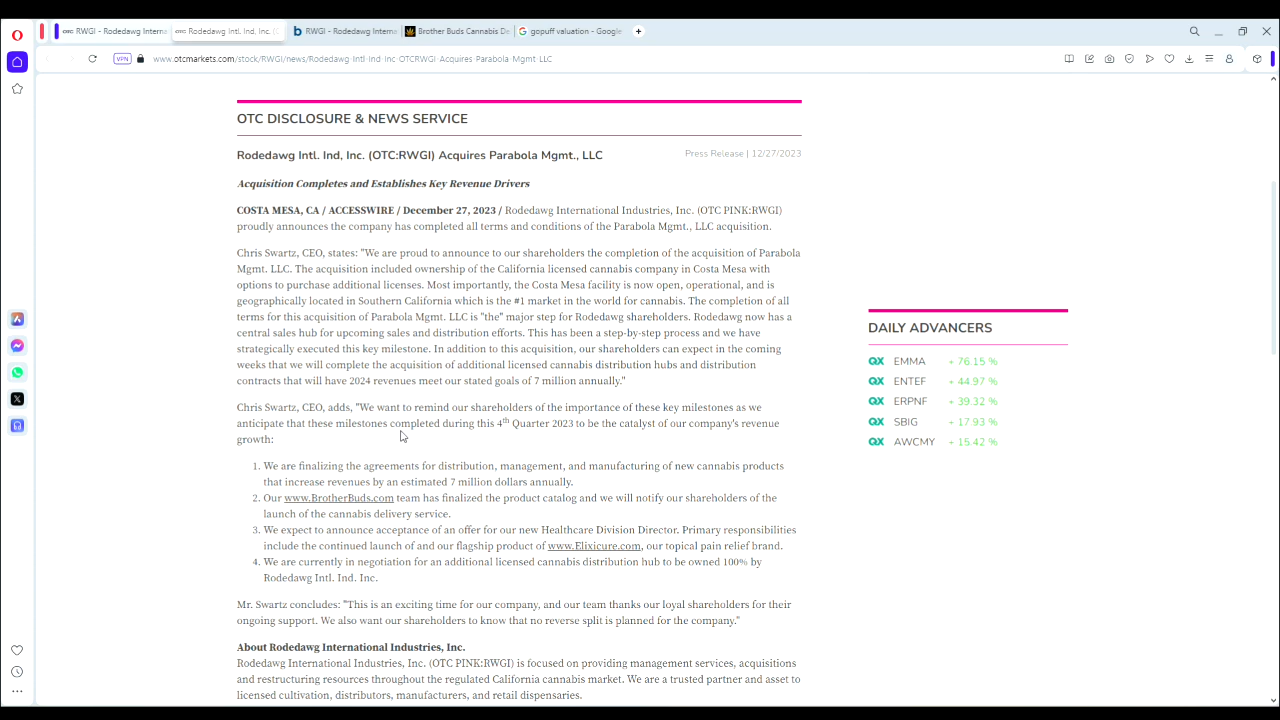 RWGI - Rodedawg Interna
Rodedawg Intl. Ind, Inc. (
RWGI - Rodedawg Interna
Brother Buds Cannabis De
gopuff valuation - Google
VPN
www.otcmarkets.com/stock/RWGI/news/Rodedawg-Intl-Ind-Inc-OTCRWGI-Acquires-Parabola-Mgmt-LLC
OTC DISCLOSURE & NEWS SERVICE
Rodedawg Intl. Ind, Inc. (OTC:RWGI) Acquires Parabola Mgmt., LLC
Press Release | 12/27/2023
Acquisition Completes and Establishes Key Revenue Drivers
COSTA MESA, CA / ACCESSWIRE / December 27, 2023 / Rodedawg International Industries, Inc. (OTC PINK:RWGI)
proudly announces the company has completed all terms and conditions of the Parabola Mgmt., LLC acquisition.
Chris Swartz, CEO, states: "We are proud to announce to our shareholders the completion of the acquisition of Parabola
Mgmt. LLC. The acquisition included ownership of the California licensed cannabis company in Costa Mesa with
options to purchase additional licenses. Most importantly, the Costa Mesa facility is now open, operational, and is
geographically located in Southern California which is the #1 market in the world for cannabis. The completion of all
terms for this acquisition of Parabola Mgmt. LLC is "the" major step for Rodedawg shareholders. Rodedawg now has a
central sales hub for upcoming sales and distribution efforts. This has been a step-by-step process and we have
strategically executed this key milestone. In addition to this acquisition, our shareholders can expect in the coming
weeks that we will complete the acquisition of additional licensed cannabis distribution hubs and distribution
contracts that will have 2024 revenues meet our stated goals of 7 million annually."
Chris Swartz, CEO, adds, "We want to remind our shareholders of the importance of these key milestones as we
anticipate that these milestones completed during this 4th Quarter 2023 to be the catalyst of our company's revenue
growth:
1. We are finalizing the agreements for distribution, management, and manufacturing of new cannabis products
that increase revenues by an estimated 7 million dollars annually.
2. Our www.BrotherBuds.com team has finalized the product catalog and we will notify our shareholders of the
launch of the cannabis delivery service.
3. We expect to announce acceptance of an offer for our new Healthcare Division Director. Primary responsibilities
include the continued launch of and our flagship product of www.Elixicure.com, our topical pain relief brand.
4. We are currently in negotiation for an additional licensed cannabis distribution hub to be owned 100% by
Rodedawg Intl. Ind. Inc.
Mr. Swartz concludes: "This is an exciting time for our company, and our team thanks our loyal shareholders for their
ongoing support. We also want our shareholders to know that no reverse split is planned for the company."
About Rodedawg International Industries, Inc.
Rodedawg International Industries, Inc. (OTC PINK:RWGI) is focused on providing management services, acquisitions
and restructuring resources throughout the regulated California cannabis market. We are a trusted partner and asset to
licensed cultivation, distributors, manufacturers, and retail dispensaries.
DAILY ADVANCERS
QX EMMA + 76.15 %
QX ENTEF + 44.97 %
QX ERPNF + 39.32 %
QX SBIG + 17.93 %
QX AWCMY + 15.42 %